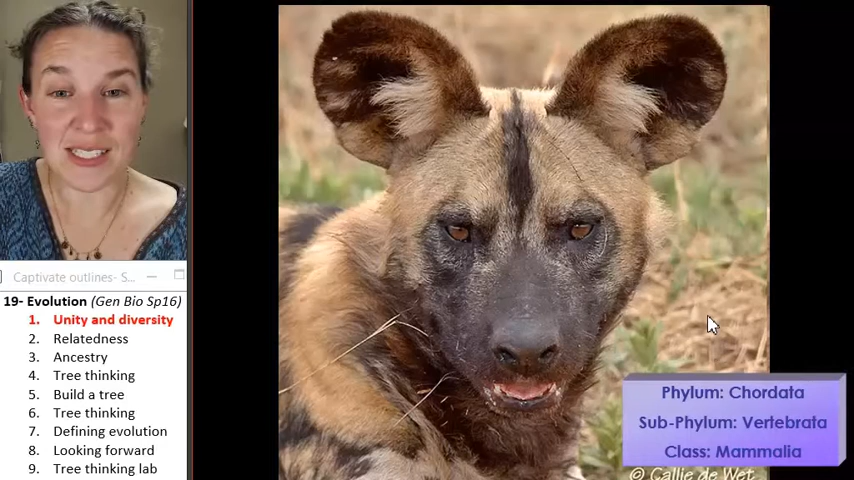 Captivate outlines- S...
19- Evolution (Gen Bio Sp16)
1. Unity and diversity
2. Relatedness
3. Ancestry
4. Tree thinking
5. Build a tree
6. Tree thinking
7. Defining evolution
8. Looking forward
9. Tree thinking lab
Phylum: Chordata
Sub-Phylum: Vertebrata
Class: Mammalia
© Callie de Wet